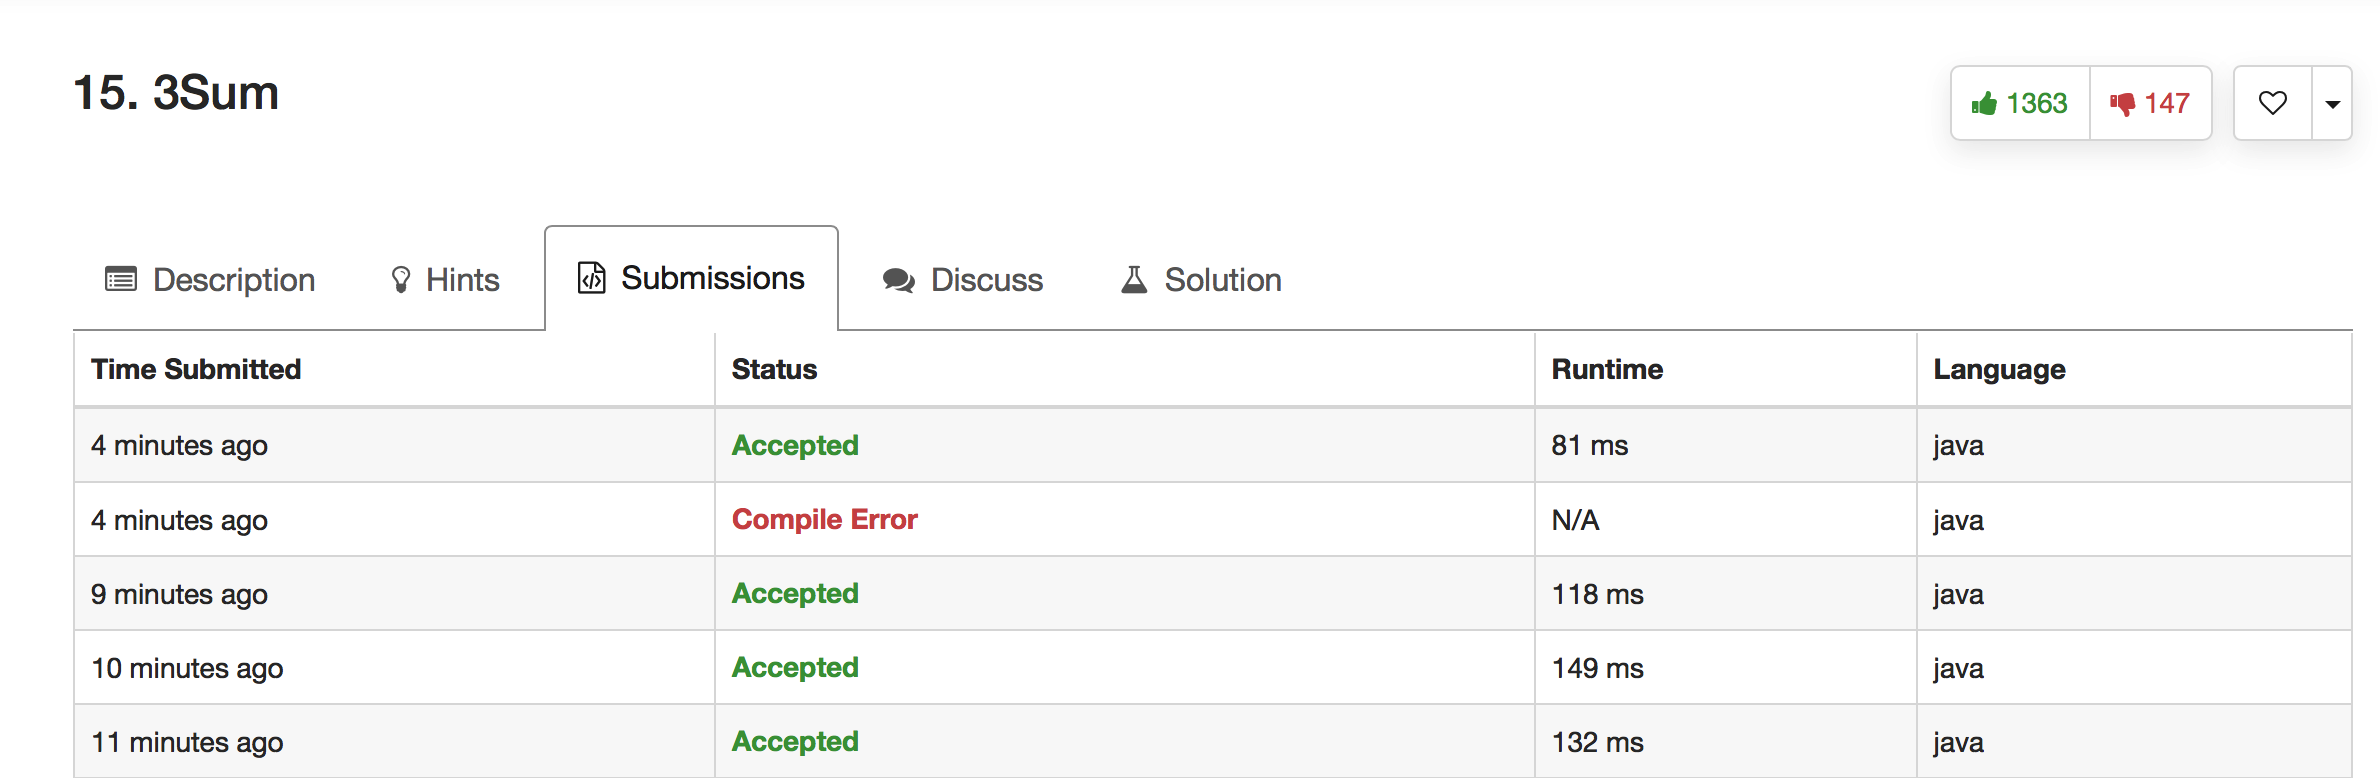 15. 3Sum
1363 147
Description Hints Submissions Discuss Solution
Time Submitted Status Runtime Language
4 minutes ago Accepted 81 ms java
4 minutes ago Compile Error N/A java
9 minutes ago Accepted 118 ms java
10 minutes ago Accepted 149 ms java
11 minutes ago Accepted 132 ms java